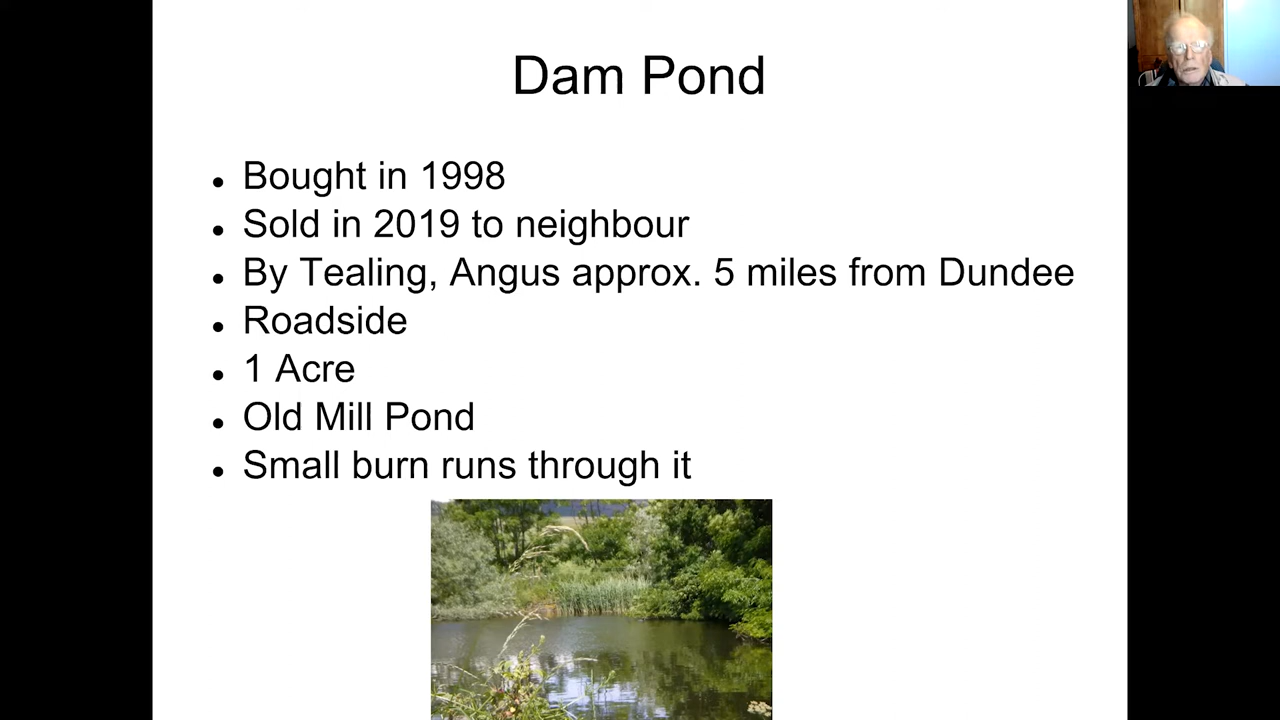 Dam Pond
Bought in 1998
Sold in 2019 to neighbour
By Tealing, Angus approx. 5 miles from Dundee
Roadside
1 Acre
Old Mill Pond
Small burn runs through it